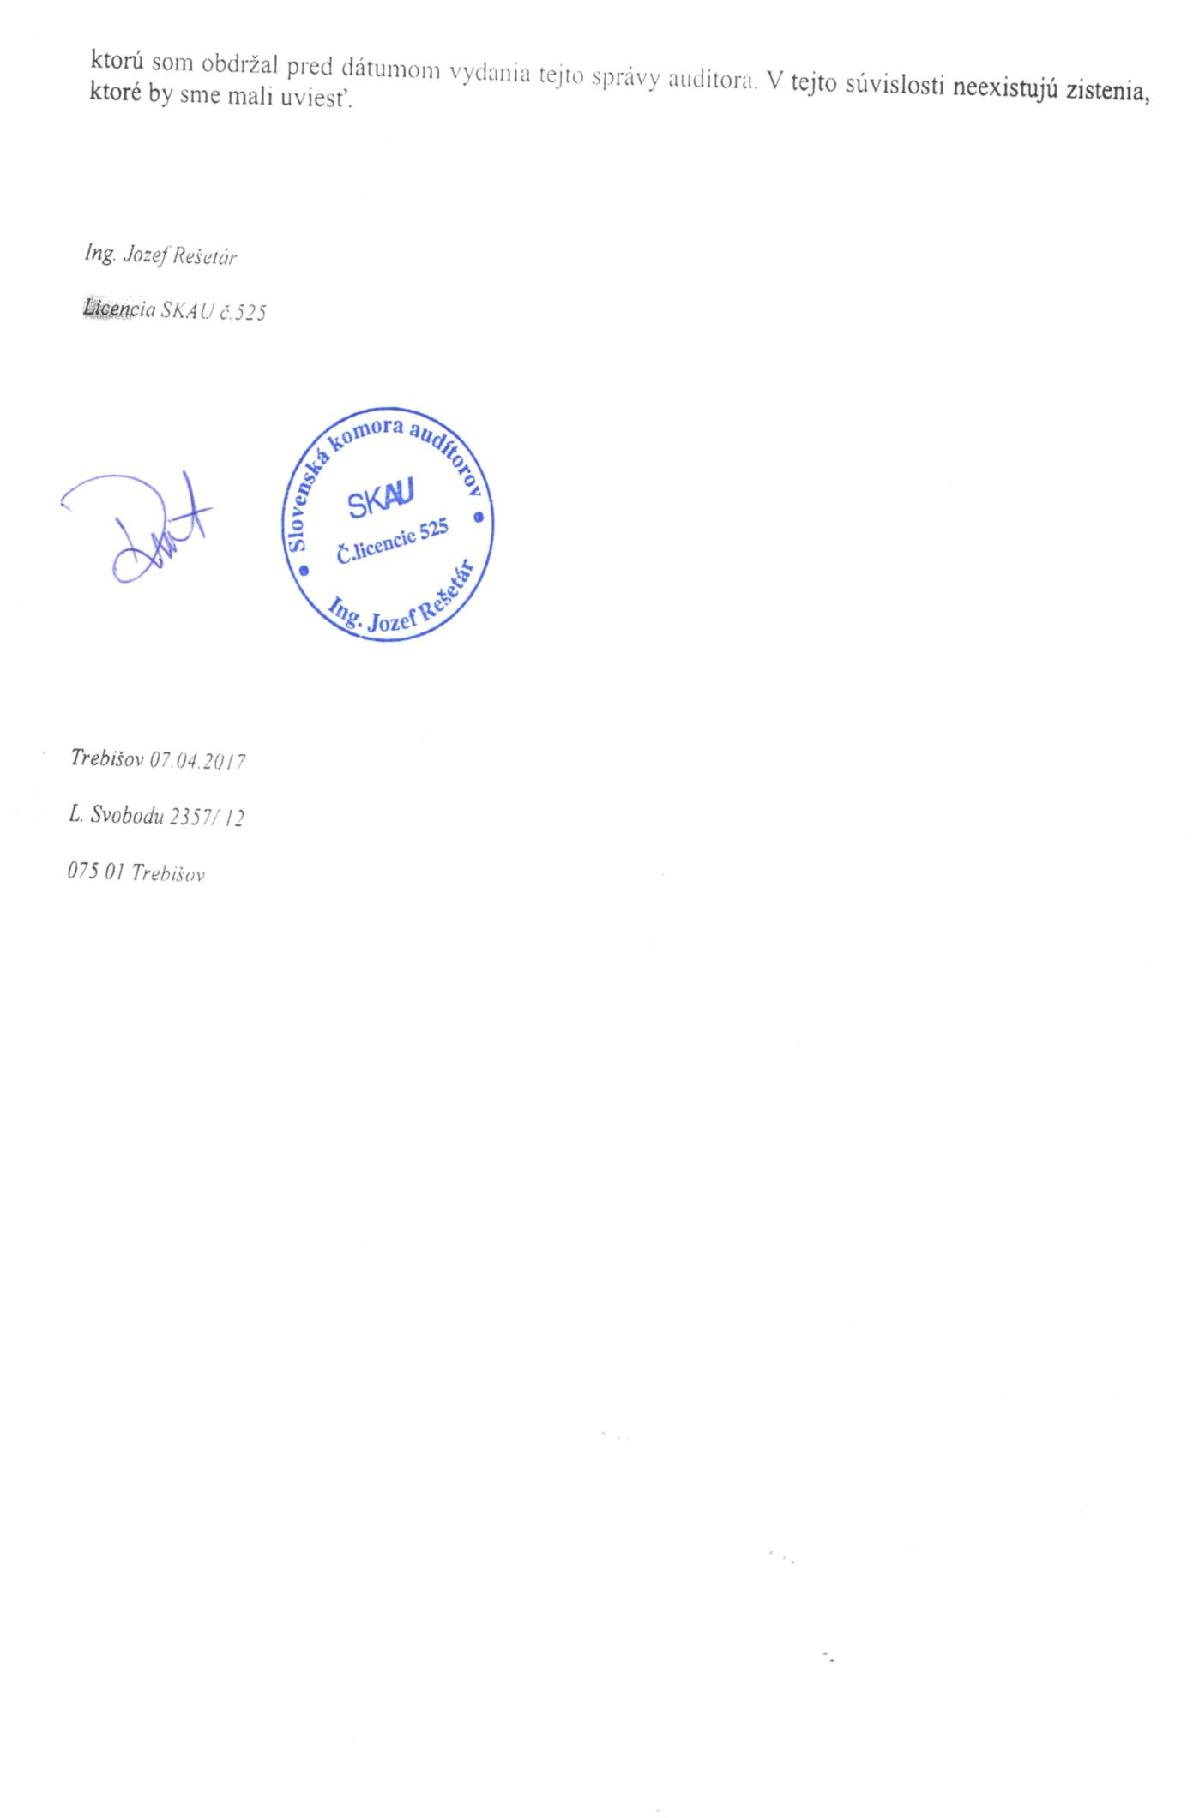 ktorú som obdržal pred dátumom vydania tejto správy audítora. V tejto súvislosti neexistujú zistenia,
ktoré by sme mali uviesť.
Ing. Jozef Rešetár
Licencia SKAU č.525
Slovenská komora audítorov
SKAU
Č.licencie 525
Ing. Jozef Rešetár
Trebišov 07.04.2017
L. Svobodu 2357/12
075 01 Trebišov